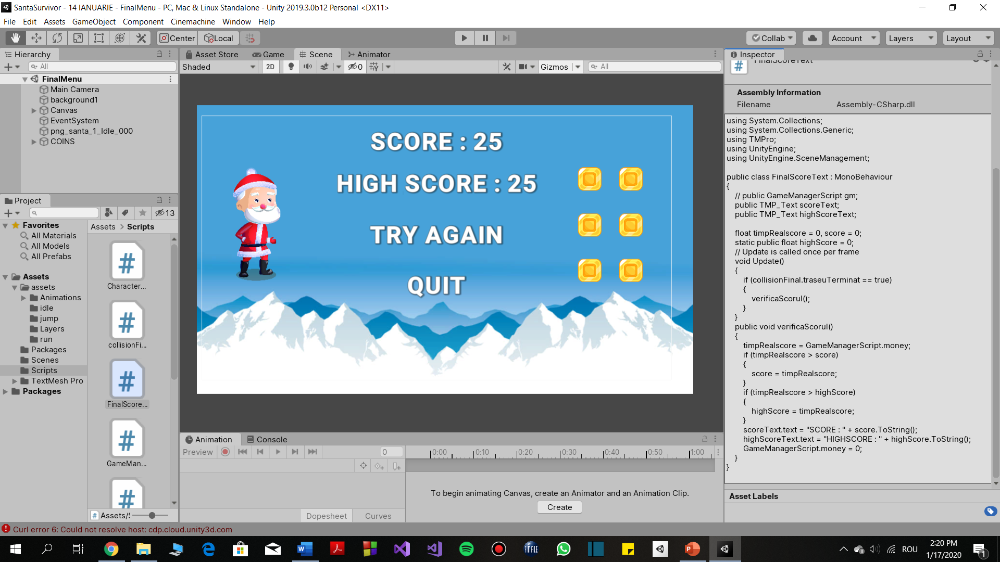 SantaSurvivor - 14 IANUARIE - FinalMenu - PC, Mac & Linux Standalone - Unity 2019.3.0b12 Personal <DX11>
File Edit Assets GameObject Component Cinemachine Window Help
Center Local Collab Account Layers Layout
Hierarchy
All
FinalMenu
Main Camera
background1
Canvas
EventSystem
png_santa_1_Idle_000
COINS
Project
13
Favorites
All Materials
All Models
All Prefabs
Assets
assets
Animations
idle
jump
Layers
run
Packages
Scenes
Scripts
TextMesh Pro
Packages
Assets > Scripts
Character...
collisionFi...
FinalScore...
GameMan...
Assets/S
Asset Store Game Scene Animator
Shaded 2D 0 Gizmos All
SCORE : 25
HIGH SCORE : 25
TRY AGAIN
QUIT
Animation Console
Preview 0 0:00 0:10 0:20 0:30 0:40 0:50 1:00
To begin animating Canvas, create an Animator and an Animation Clip.
Create
Dopesheet Curves
Inspector
FinalScoreText
Assembly Information
Filename Assembly-CSharp.dll
using System.Collections;
using System.Collections.Generic;
using TMPro;
using UnityEngine;
using UnityEngine.SceneManagement;
public class FinalScoreText : MonoBehaviour
{
// public GameManagerScript gm;
public TMP_Text scoreText;
public TMP_Text highScoreText;
float timpRealscore = 0, score = 0;
static public float highScore = 0;
// Update is called once per frame
void Update()
{
if (collisionFinal.traseuTerminat == true)
{
verificaScorul();
}
}
public void verificaScorul()
{
timpRealscore = GameManagerScript.money;
if (timpRealscore > score)
{
score = timpRealscore;
}
if (timpRealscore > highScore)
{
highScore = timpRealscore;
}
scoreText.text = "SCORE : " + score.ToString();
highScoreText.text = "HIGHSCORE : " + highScore.ToString();
GameManagerScript.money = 0;
}
}
Asset Labels
Curl error 6: Could not resolve host: cdp.cloud.unity3d.com
FINALE
ROU
2:20 PM
1/17/2020
1